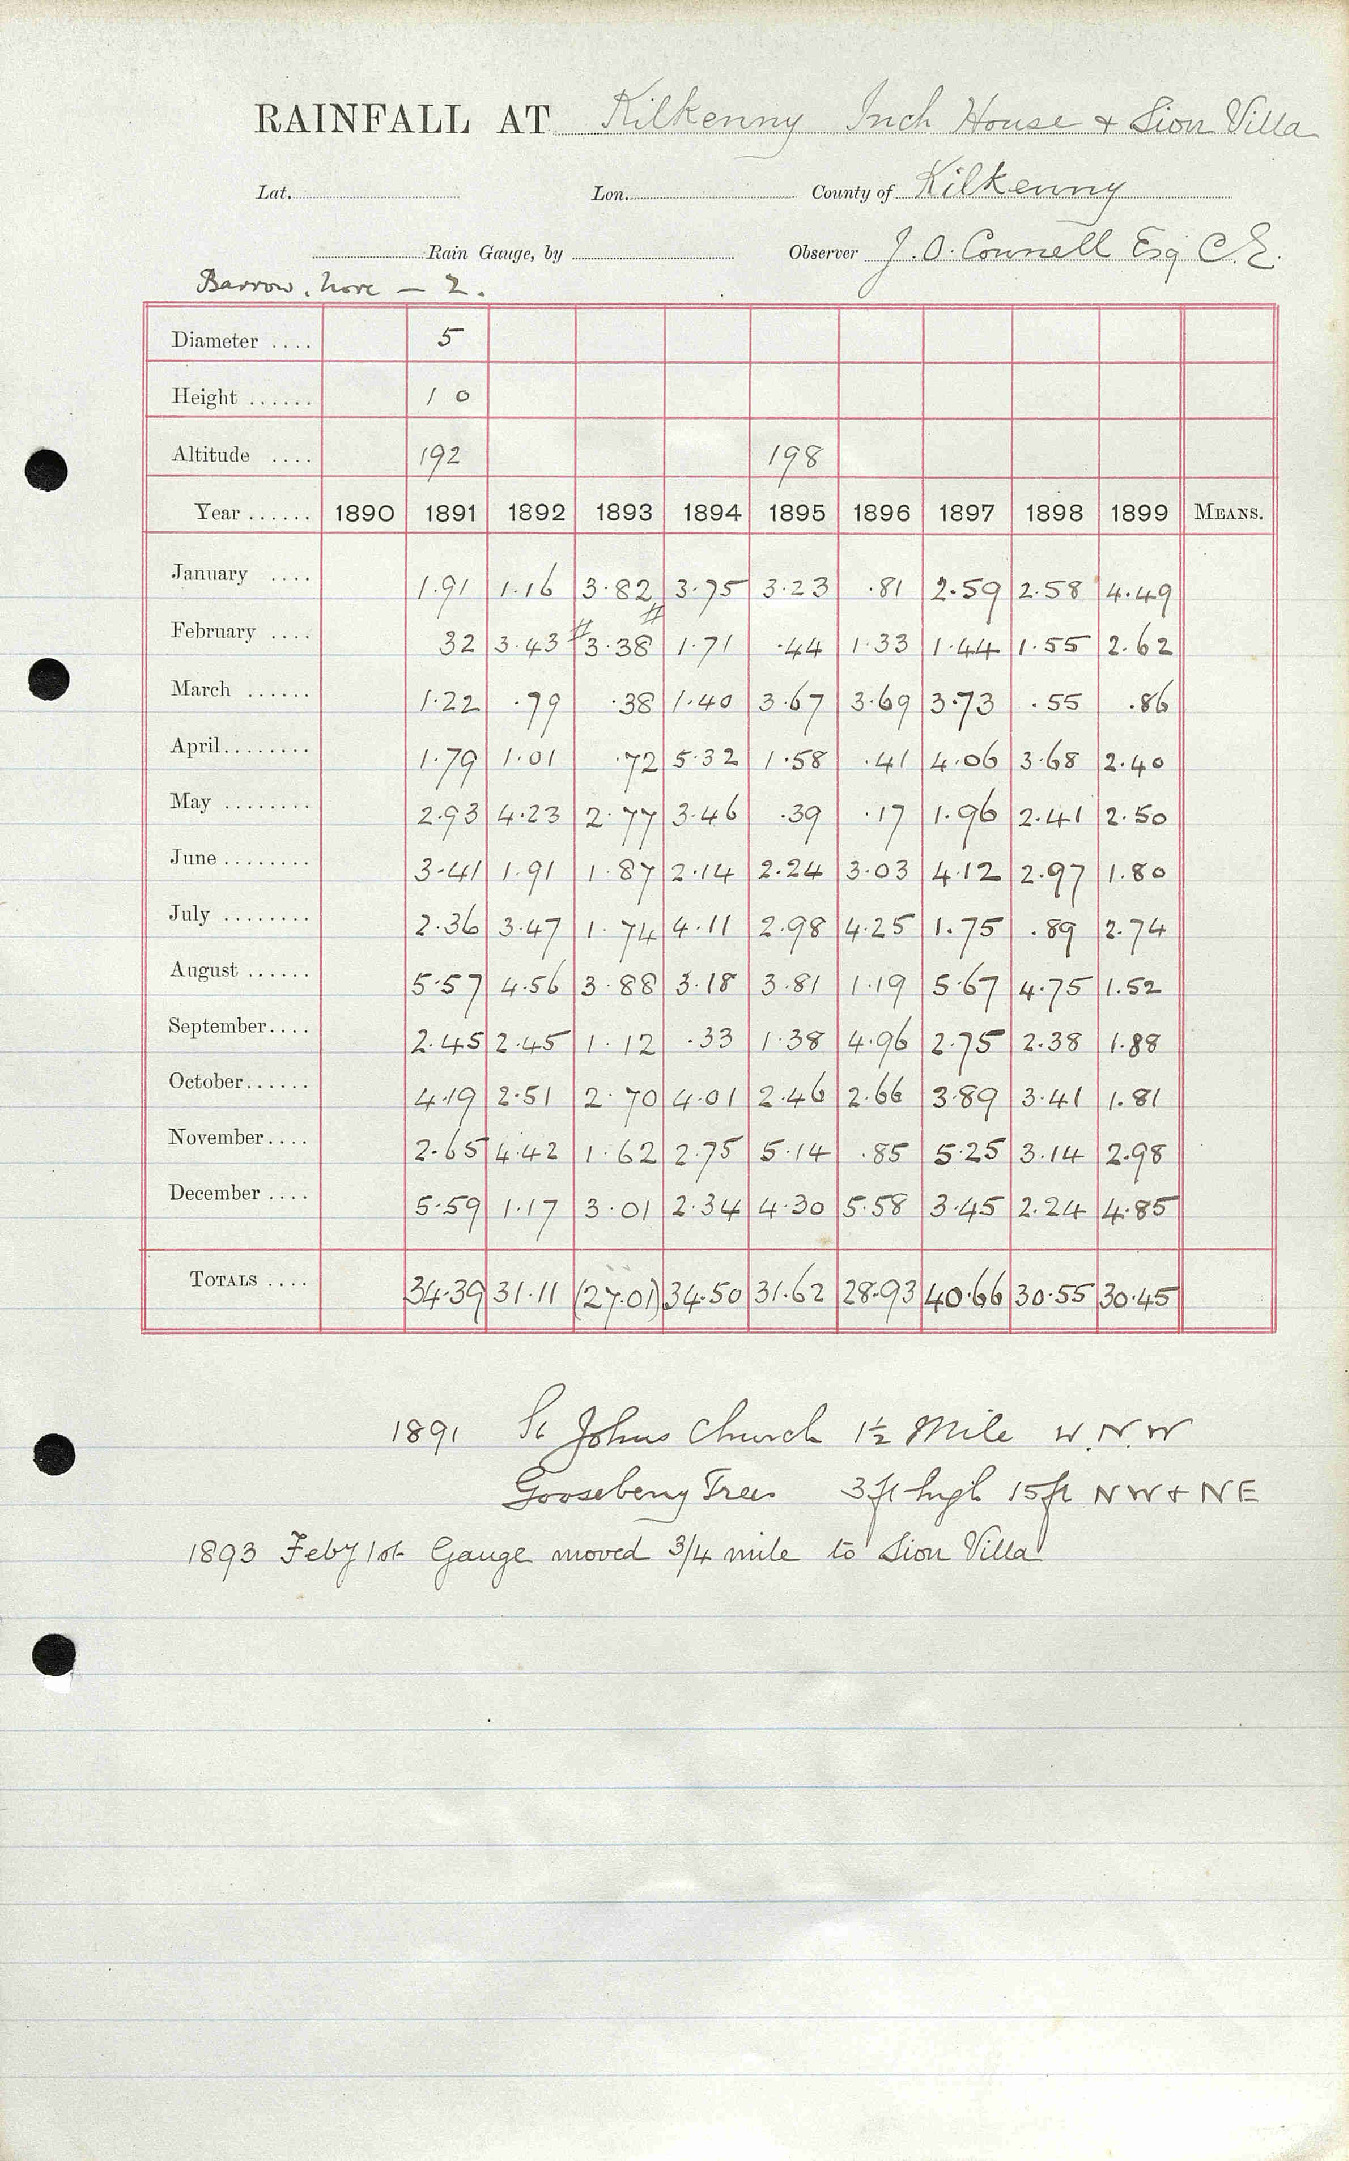 RAINFALL AT Kilkenny Inch House + Sion Villa
Lat. Lon. County of Kilkenny
Rain Gauge, by Observer J. O. Connell Esq C.E.
Barrow, Nore — 2.
Diameter .... 5
Height ...... 1 0
Altitude .... 192 198
Year ...... 1890 1891 1892 1893 1894 1895 1896 1897 1898 1899 MEANS.
January .... 1.91 1.16 3.82 3.75 3.23 .81 2.59 2.58 4.49
February .... 32 3.43 #3.38# 1.71 .44 1.33 1.44 1.55 2.62
March ...... 1.22 .79 .38 1.40 3.67 3.69 3.73 .55 .86
April ........ 1.79 1.01 .72 5.32 1.58 .41 4.06 3.68 2.40
May ........ 2.93 4.23 2.77 3.46 .39 .17 1.96 2.41 2.50
June ........ 3.41 1.91 1.87 2.14 2.24 3.03 4.12 2.97 1.80
July ........ 2.36 3.47 1.74 4.11 2.98 4.25 1.75 .89 2.74
August ...... 5.57 4.56 3.88 3.18 3.81 1.19 5.67 4.75 1.52
September.... 2.45 2.45 1.12 .33 1.38 4.96 2.75 2.38 1.88
October...... 4.19 2.51 2.70 4.01 2.46 2.66 3.89 3.41 1.81
November.... 2.65 4.42 1.62 2.75 5.14 .85 5.25 3.14 2.98
December .... 5.59 1.17 3.01 2.34 4.30 5.58 3.45 2.24 4.85
TOTALS .... 34.39 31.11 (27.01) 34.50 31.62 28.93 40.66 30.55 30.45
1891 St Johns Church 1½ Mile W.N.W
Gooseberry Trees 3ft high 15ft NW + NE
1893 Feby 1st Gauge moved 3/4 mile to Sion Villa